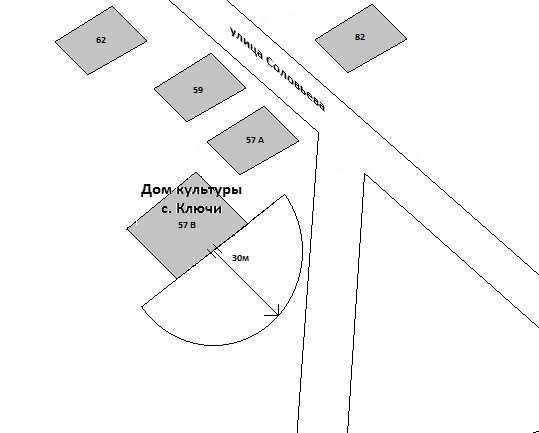 62
82
улица Соловьева
59
57 А
Дом культуры
с. Ключи
57 В
30м